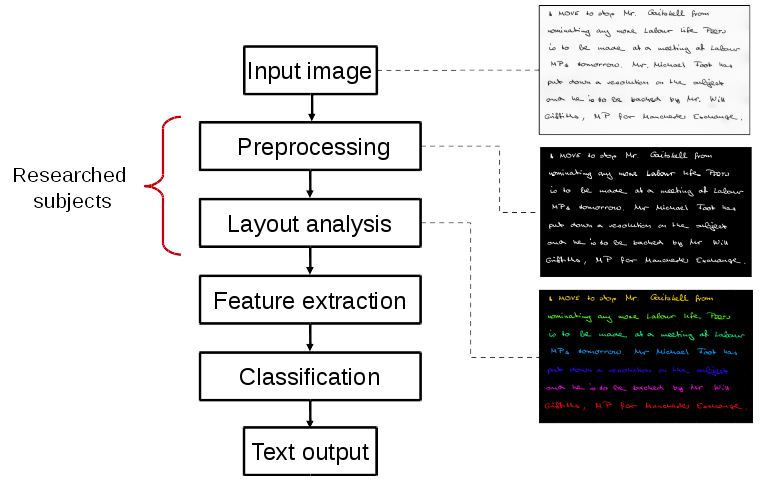 Input image
Preprocessing
Layout analysis
Feature extraction
Classification
Text output
Researched
subjects
A MOVE to stop Mr. Gaitskell from
nominating any more Labour life Peers
is to be made at a meeting of Labour
MPs tomorrow. Mr. Michael Foot has
put down a resolution on the subject
and he is to be backed by Mr. Will
Griffiths, MP for Manchester Exchange.
A MOVE to stop Mr. Gaitskell from
nominating any more Labour life Peers
is to be made at a meeting of Labour
MPs tomorrow. Mr Michael Foot has
put down a resolution on the subject
and he is to be backed by Mr Will
Griffiths, MP for Manchester Exchange.
A MOVE to stop Mr. Gaitskell from
nominating any more Labour life Peers
is to be made at a meeting of Labour
MPs tomorrow. Mr Michael Foot has
put down a resolution on the subject
and he is to be backed by Mr Will
Griffiths, MP for Manchester Exchange.